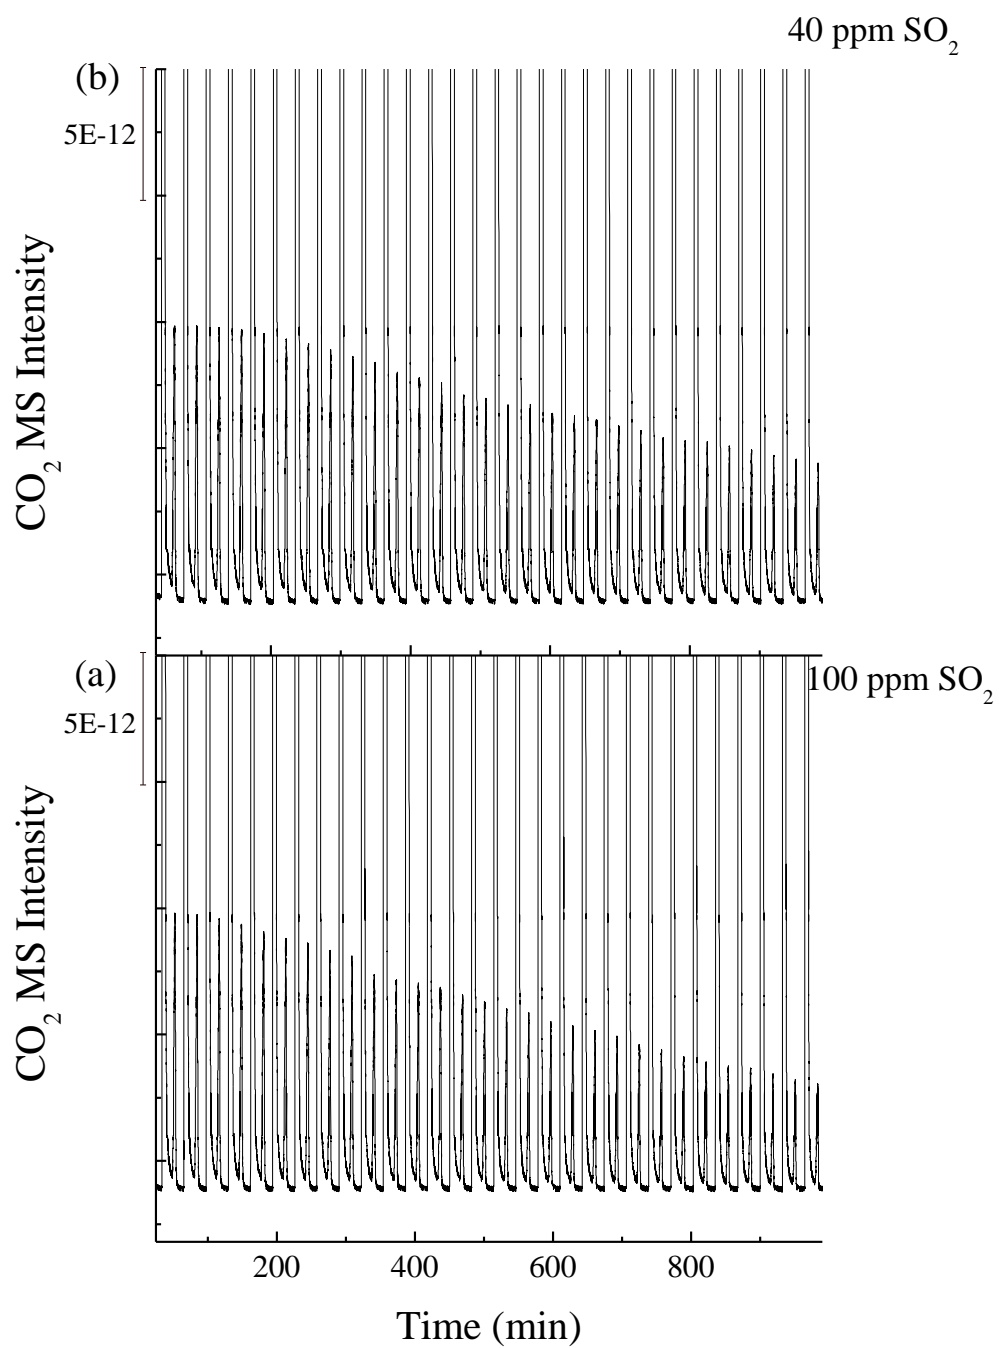 40 ppm SO2
(b)
5E-12
CO2 MS Intensity
(a)
100 ppm SO2
5E-12
CO2 MS Intensity
200 400 600 800
Time (min)